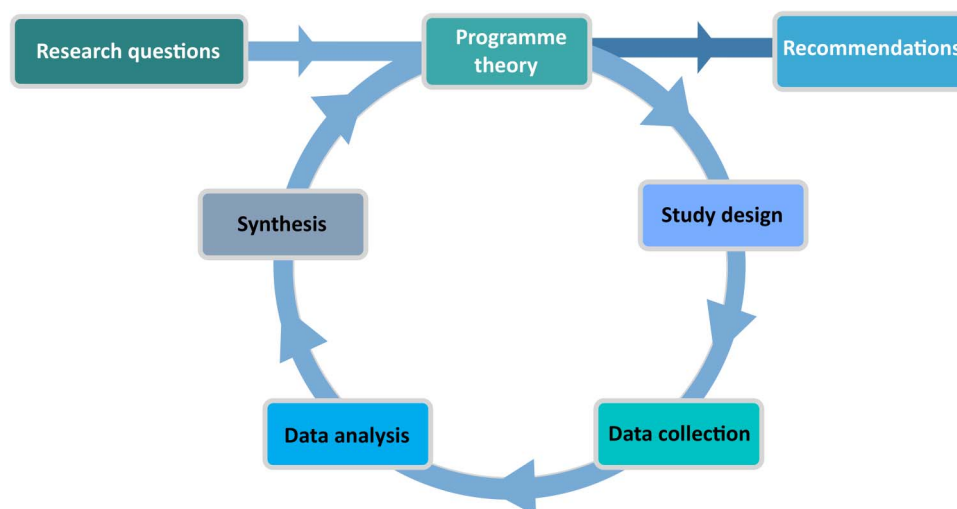 Research questions
Programme
theory
Recommendations
Synthesis
Study design
Data analysis
Data collection